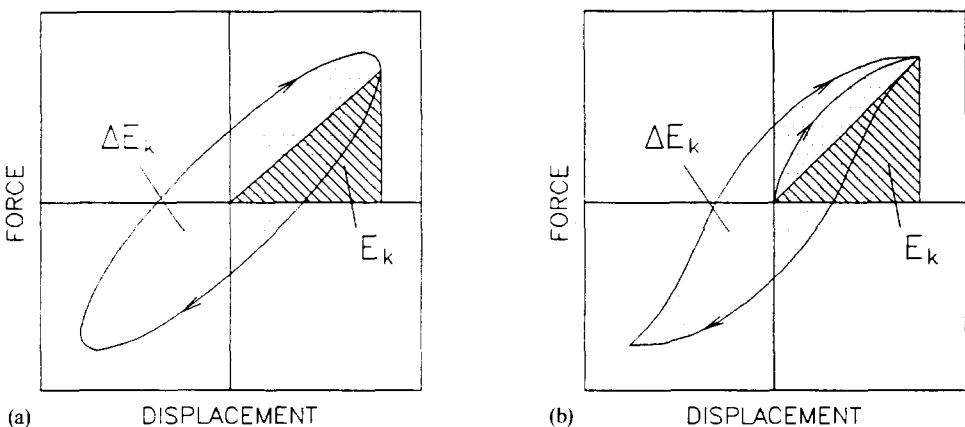 FORCE
ΔE_k
E_k
(a)
DISPLACEMENT
FORCE
ΔE_k
E_k
(b)
DISPLACEMENT